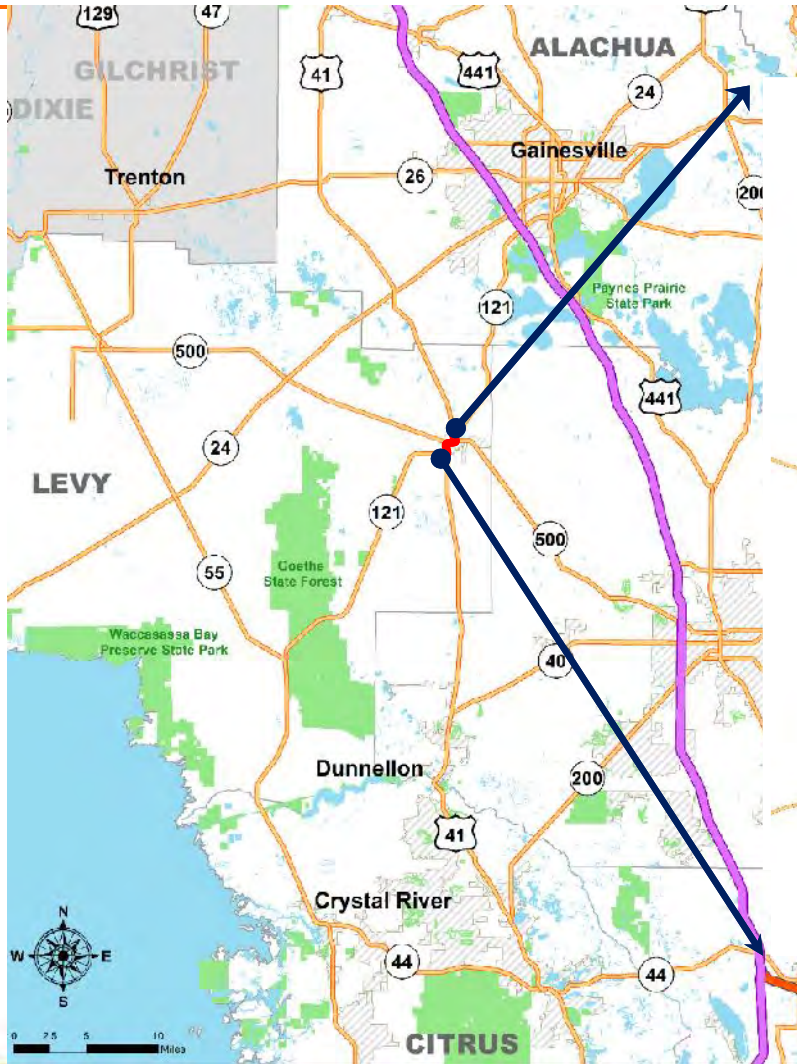 129
47
ALACHUA
GILCHRIST
41
441
24
DIXIE
Gainesville
Trenton
26
200
Paynes Prairie
State Park
121
500
441
24
LEVY
121
500
Goethe
State Forest
55
Waccasassa Bay
Preserve State Park
40
Dunnellon
200
41
Crystal River
N
W
E
S
44
44
0
2.5
5
10
Miles
CITRUS